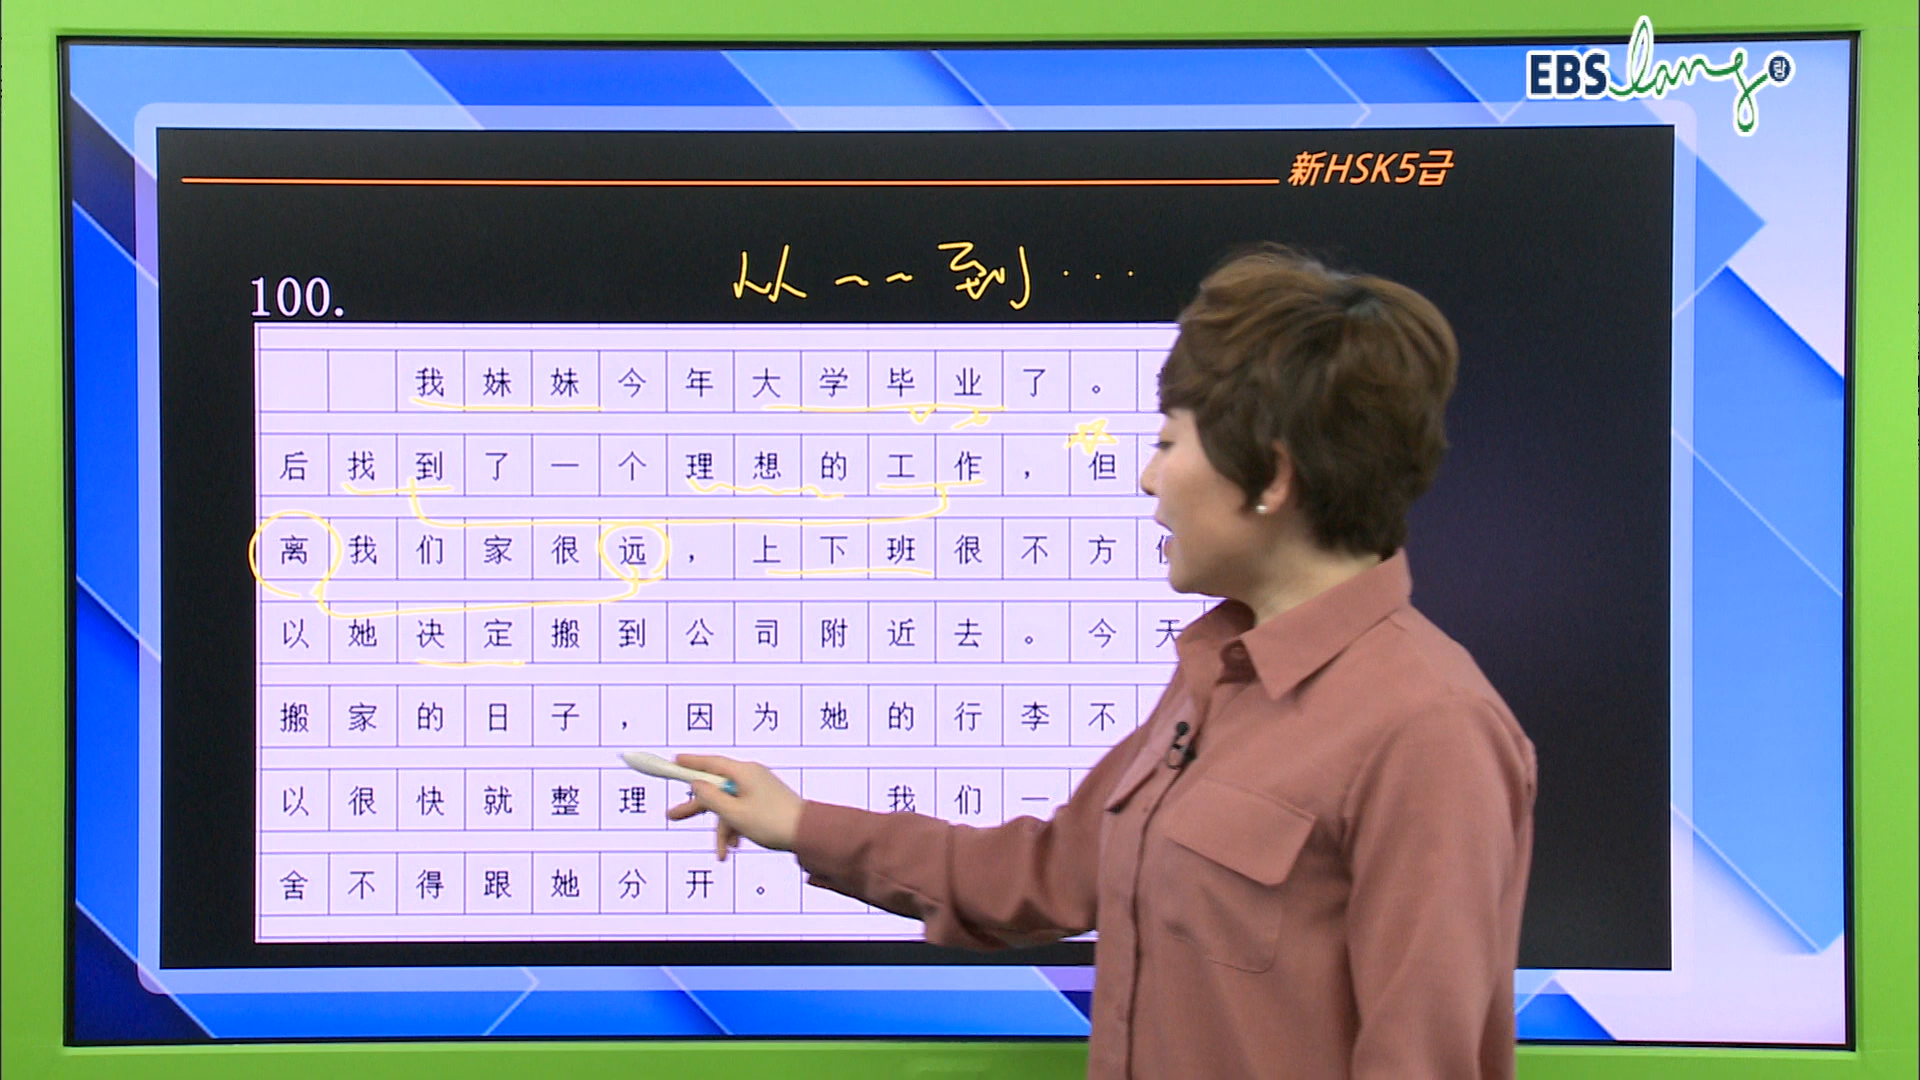 EBS lang 랑
新HSK5급
从~~到···
100.
我妹妹今年大学毕业了。
后找到了一个理想的工作，但
离我们家很远，上下班很不方
以她决定搬到公司附近去。今天
搬家的日子，因为她的行李不
以很快就整理 我们一
舍不得跟她分开。